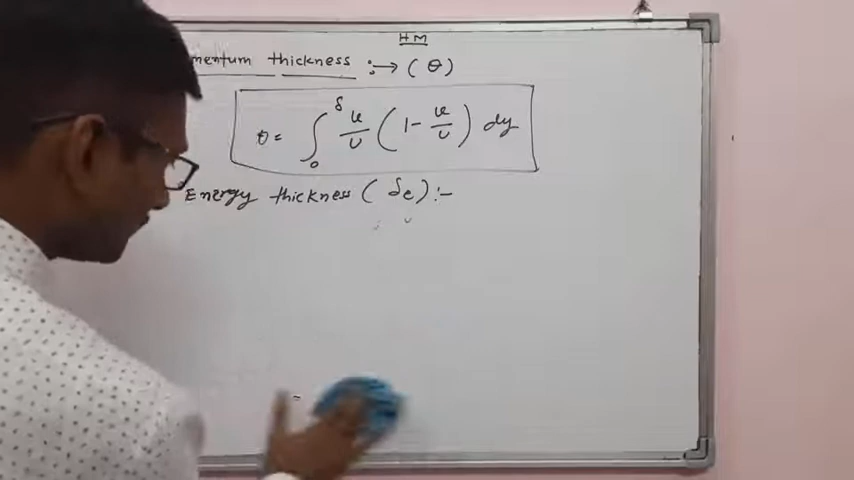 HM
mentum thickness :→ (θ)
θ = ∫₀^δ u/U (1 - u/U) dy
Energy thickness (δe) :-